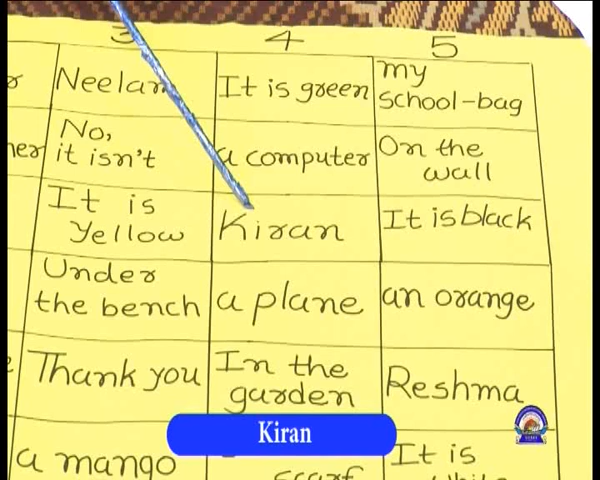 3 4 5
Neelam It is green my
school-bag
No,
it isn't a computer On the
wall
It is
Yellow Kiran It is black
Under
the bench a plane an orange
Thank you In the
garden Reshma
Kiran
a mango scarf It is